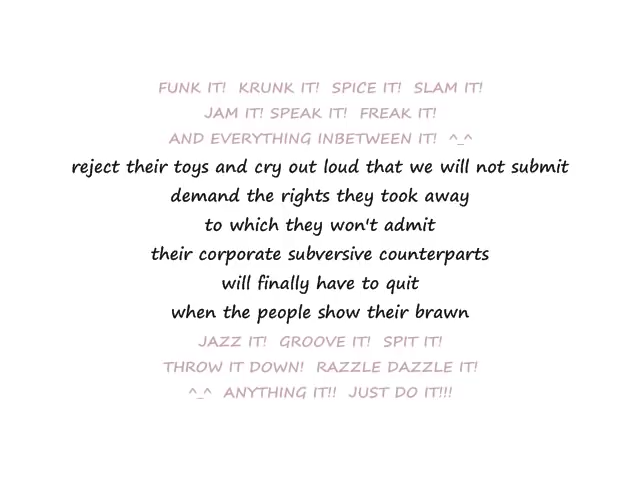 FUNK IT!  KRUNK IT!  SPICE IT!  SLAM IT!
JAM IT! SPEAK IT!  FREAK IT!
AND EVERYTHING INBETWEEN IT!  ^_^
reject their toys and cry out loud that we will not submit
demand the rights they took away
to which they won't admit
their corporate subversive counterparts
will finally have to quit
when the people show their brawn
JAZZ IT!  GROOVE IT!  SPIT IT!
THROW IT DOWN!  RAZZLE DAZZLE IT!
^_^  ANYTHING IT!!  JUST DO IT!!!